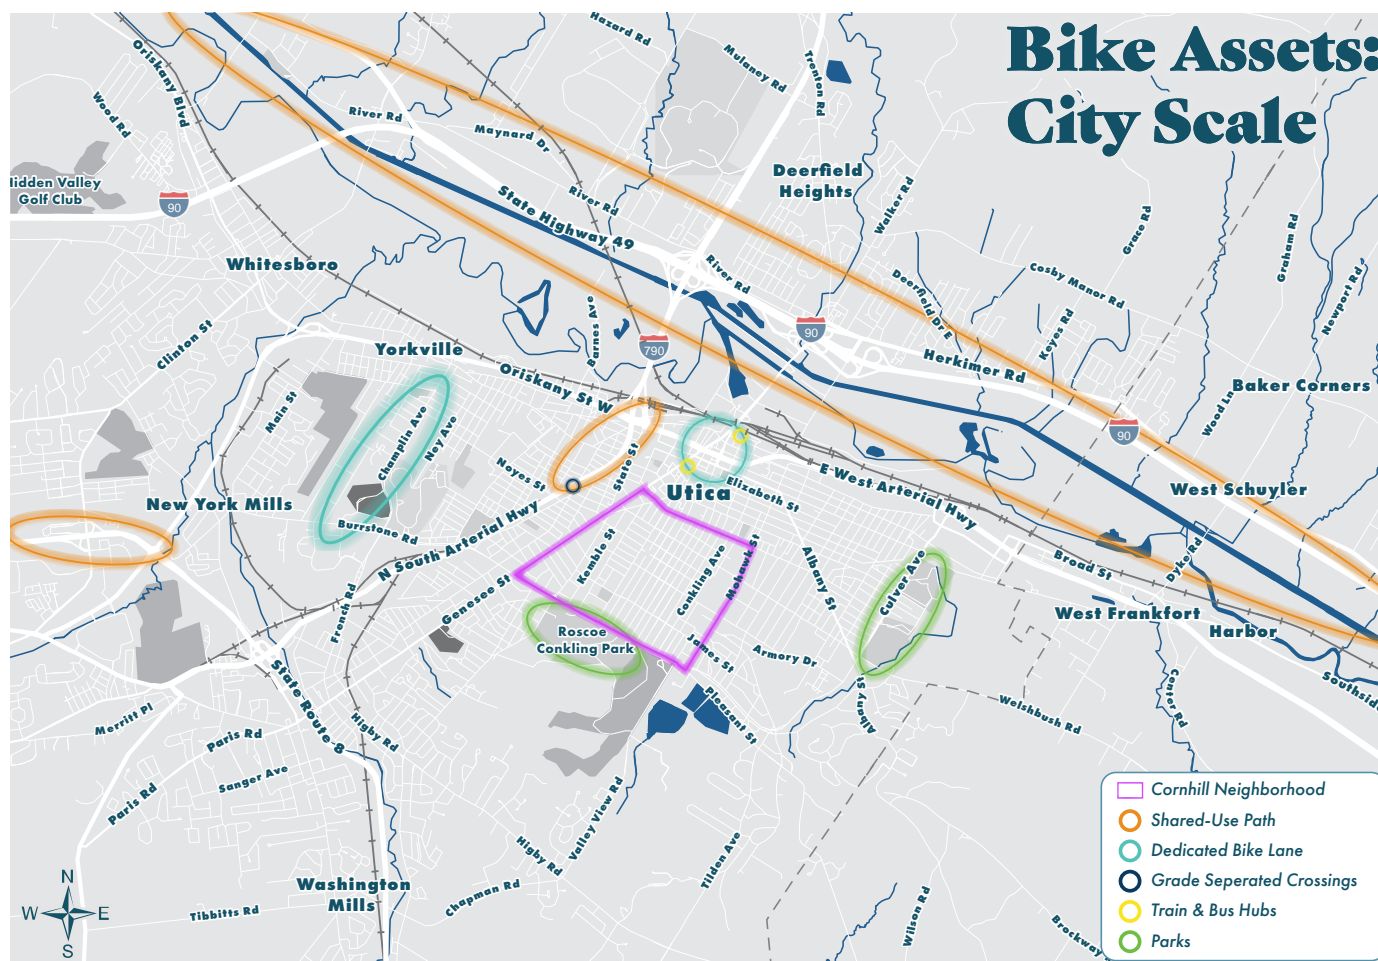 Bike Assets:
City Scale
Hazard Rd
Mulaney Rd
Trenton Rd
Oriskany Blvd
Wood Rd
River Rd
Maynard Dr
Deerfield
Heights
Hidden Valley
Golf Club
90
River Rd
Walker Rd
State Highway 49
Grace Rd
Graham Rd
Whitesboro
River Rd
Cosby Manor Rd
Deerfield Dr E
Newport Rd
Barnes Ave
Clinton St
Keyes Rd
90
790
Yorkville
Herkimer Rd
Oriskany St W
Baker Corners
Main St
Wood Ln
Champlin Ave
Ney Ave
90
State St
Noyes St
E West Arterial Hwy
West Schuyler
Utica
Elizabeth St
New York Mills
Burrstone Rd
N South Arterial Hwy
Kemble St
Conkling Ave
Mohawk St
Albany St
Culver Ave
Broad St
Dyke Rd
Genesee St
French Rd
West Frankfort
Harbor
Roscoe
Conkling Park
James St
Armory Dr
State Route 8
Pleasant St
Albany St
Welshbush Rd
Center Rd
Southside
Merritt Pl
Paris Rd
Higby Rd
Sanger Ave
Paris Rd
Valley View Rd
Higby Rd
Tilden Ave
Cornhill Neighborhood
Shared-Use Path
Dedicated Bike Lane
Grade Seperated Crossings
Train & Bus Hubs
Parks
N
W E
S
Washington
Mills
Chapman Rd
Tibbitts Rd
Wilson Rd
Brockway